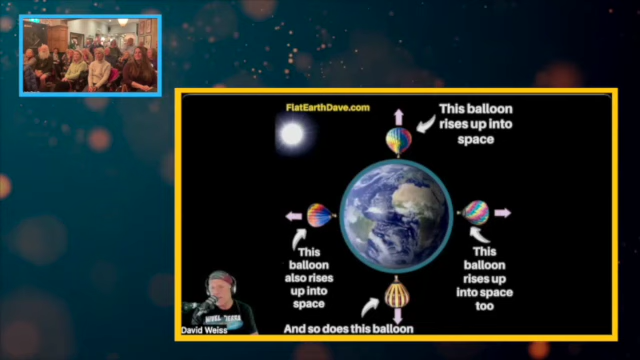 FlatEarthDave.com
This balloon
rises up into
space
This
balloon
also rises
up into
space
This
balloon
rises up
into space
too
And so does this balloon
David Weiss